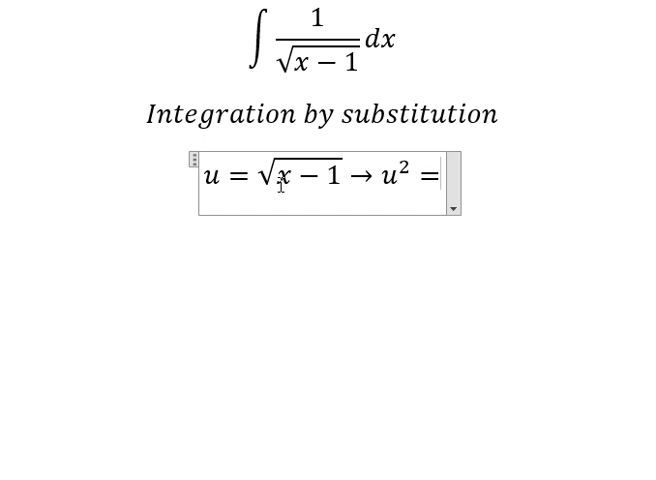 ∫ 1/√(x − 1) dx
Integration by substitution
u = √(x − 1) → u² =